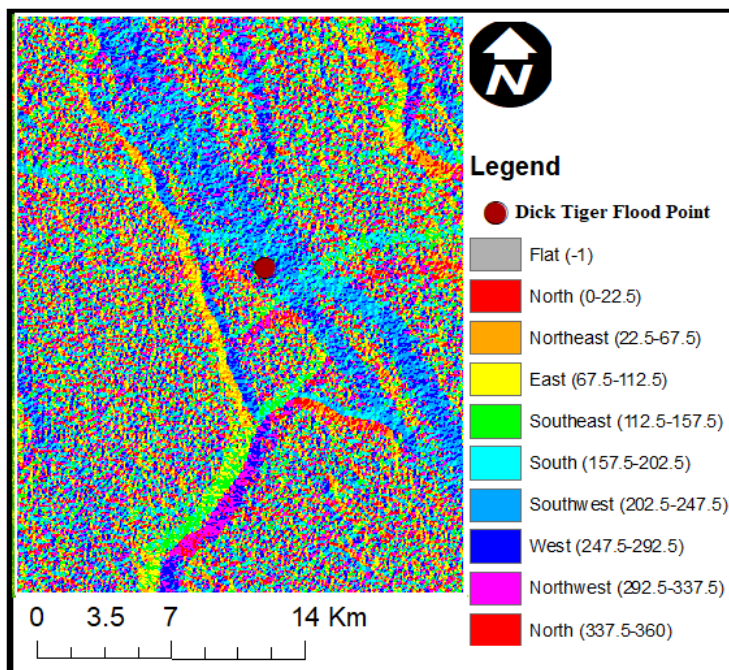 N
Legend
Dick Tiger Flood Point
Flat (-1)
North (0-22.5)
Northeast (22.5-67.5)
East (67.5-112.5)
Southeast (112.5-157.5)
South (157.5-202.5)
Southwest (202.5-247.5)
West (247.5-292.5)
Northwest (292.5-337.5)
North (337.5-360)
0 3.5 7 14 Km